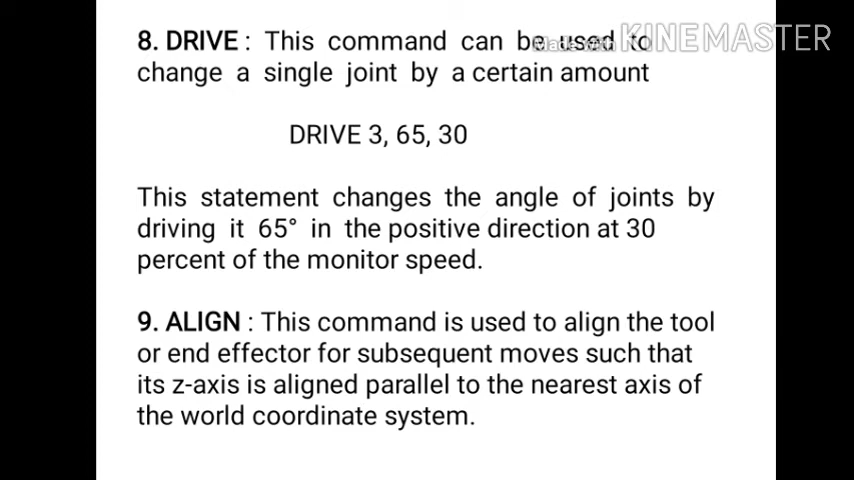 8. DRIVE : This command can be used to
Made with KINEMASTER
change a single joint by a certain amount
DRIVE 3, 65, 30
This statement changes the angle of joints by
driving it 65° in the positive direction at 30
percent of the monitor speed.
9. ALIGN : This command is used to align the tool
or end effector for subsequent moves such that
its z-axis is aligned parallel to the nearest axis of
the world coordinate system.